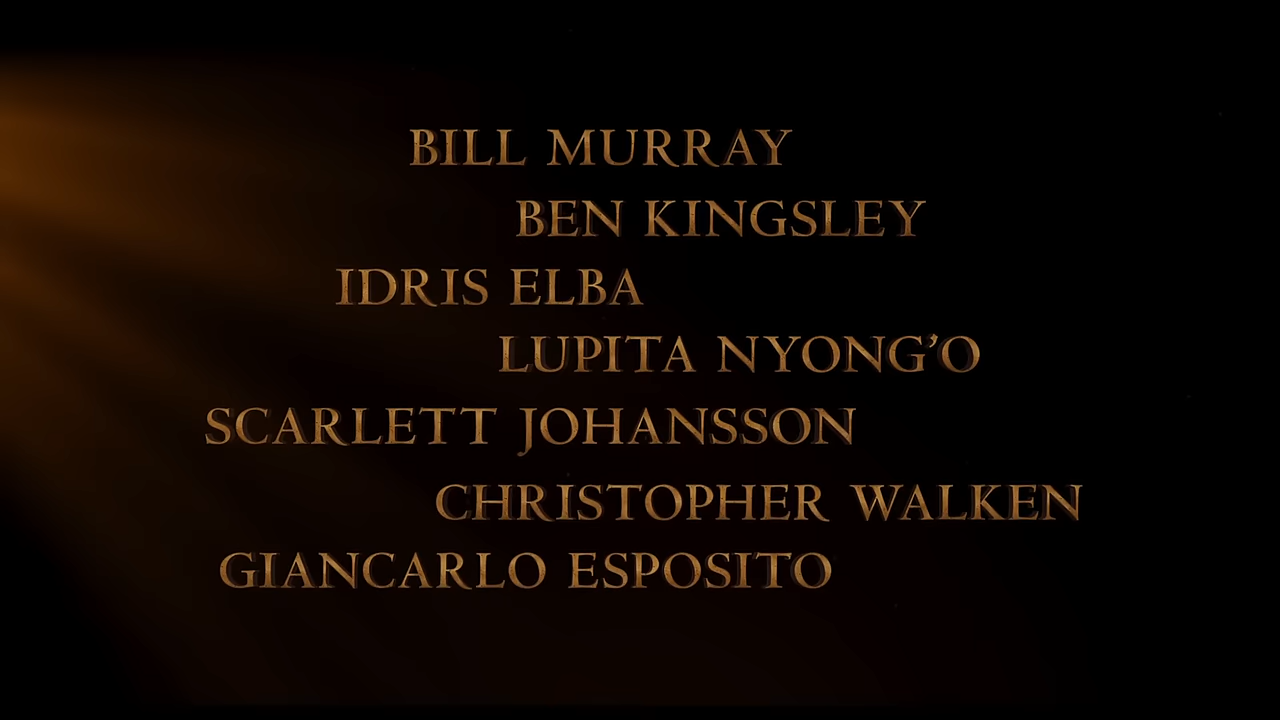 BILL MURRAY
BEN KINGSLEY
IDRIS ELBA
LUPITA NYONG’O
SCARLETT JOHANSSON
CHRISTOPHER WALKEN
GIANCARLO ESPOSITO